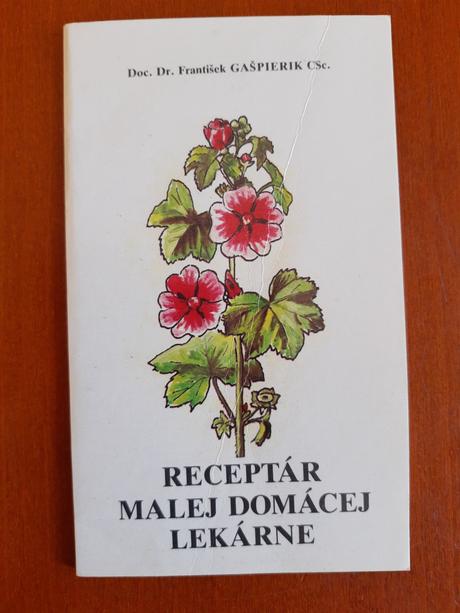 Doc. Dr. František GAŠPIERIK CSc.
RECEPTÁR
MALEJ DOMÁCEJ
LEKÁRNE